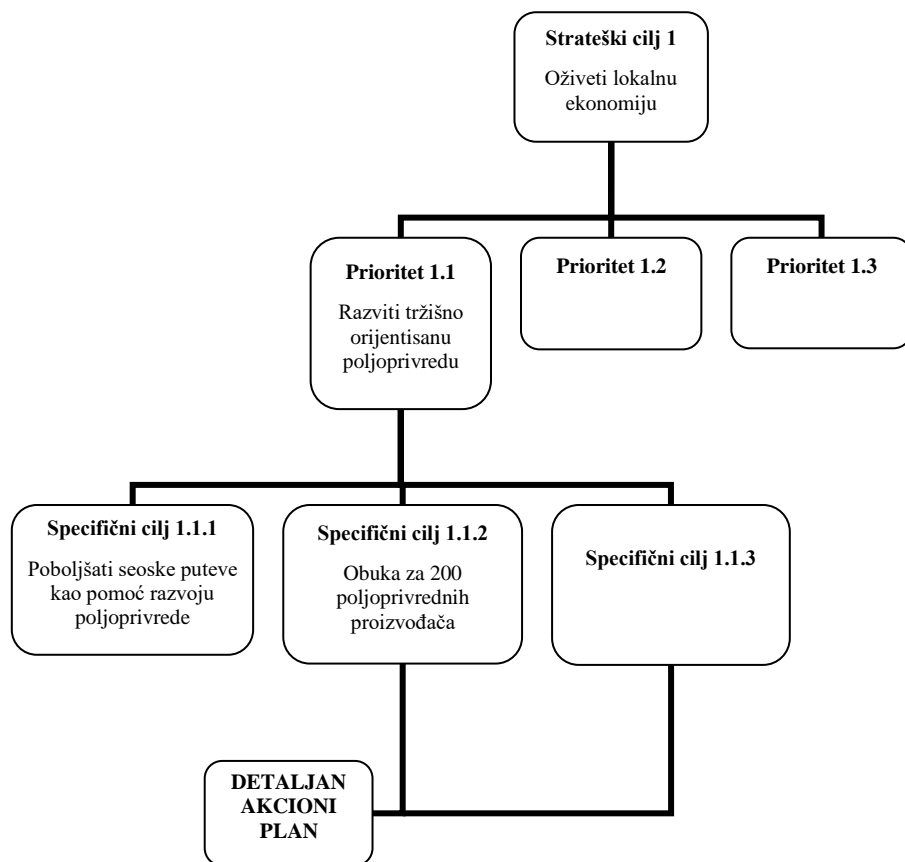 Strateški cilj 1
Oživeti lokalnu
ekonomiju
Prioritet 1.1
Razviti tržišno
orijentisanu
poljoprivredu
Prioritet 1.2
Prioritet 1.3
Specifični cilj 1.1.1
Poboljšati seoske puteve
kao pomoć razvoju
poljoprivrede
Specifični cilj 1.1.2
Obuka za 200
poljoprivrednih
proizvođača
Specifični cilj 1.1.3
DETALJAN
AKCIONI
PLAN